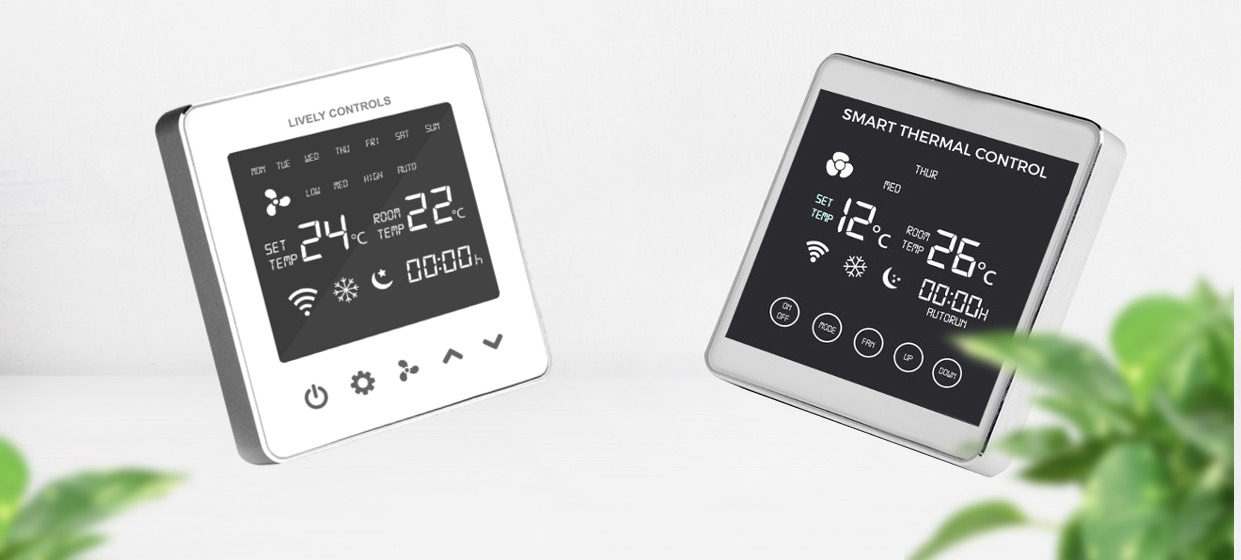 LIVELY CONTROLS
MON TUE WED THU FRI SAT SUN
LOW MED HIGH AUTO
SET TEMP 24°C ROOM TEMP 22°C
00:00h
SMART THERMAL CONTROL
THUR
MED
SET TEMP 12°C ROOM TEMP 26°C
00:00H
AUTORUN
ON OFF MODE FAN UP DOWN